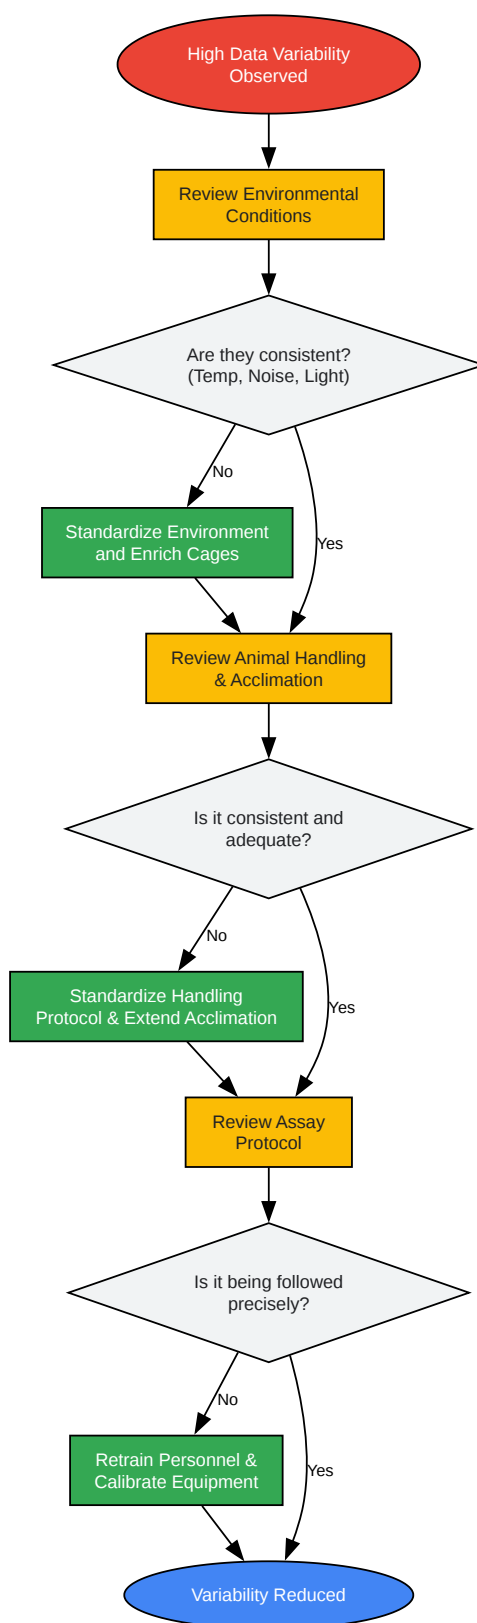 High Data Variability
Observed
Review Environmental
Conditions
Are they consistent?
(Temp, Noise, Light)
No
Standardize Environment
and Enrich Cages
Yes
Review Animal Handling
& Acclimation
Is it consistent and
adequate?
No
Standardize Handling
Protocol & Extend Acclimation
Yes
Review Assay
Protocol
Is it being followed
precisely?
No
Retrain Personnel &
Calibrate Equipment
Yes
Variability Reduced